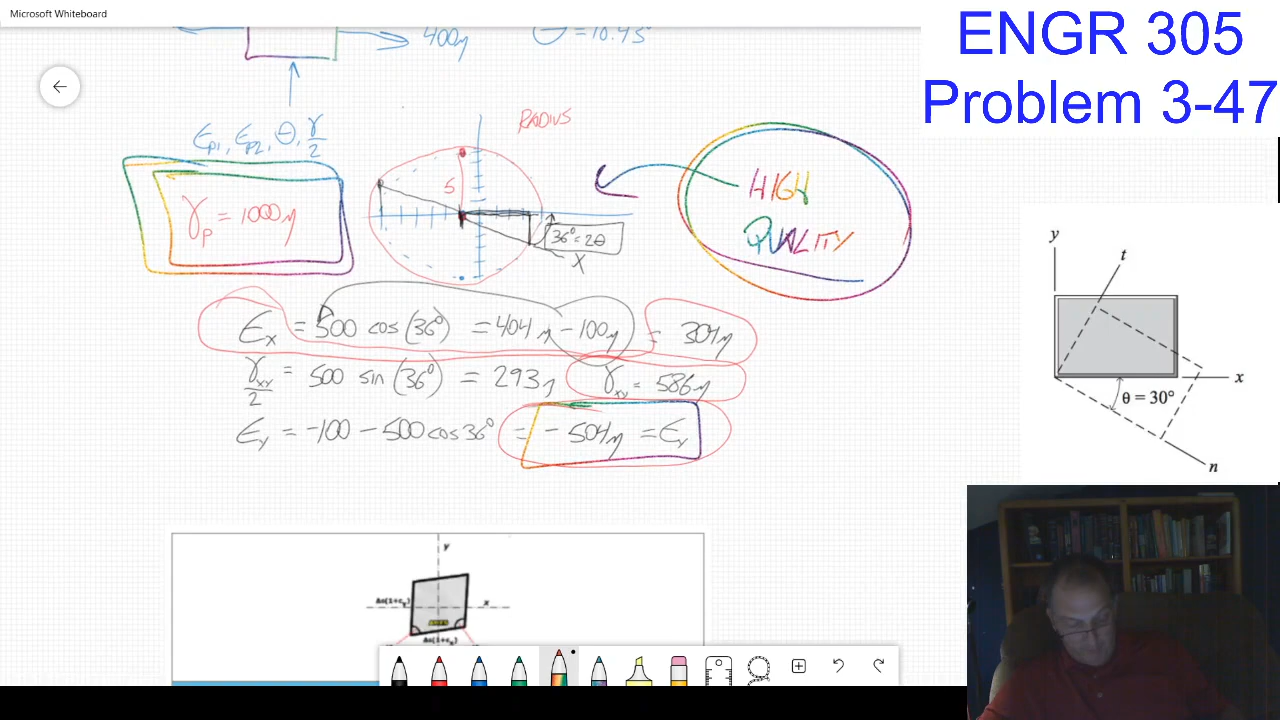 Microsoft Whiteboard
ENGR 305
Problem 3-47
400μ
RADIUS
ϵp1, ϵp2, θ, γ/2
γp = 1000μ
5
36° = 2θ
X
HIGH
QUALITY
ϵx = 500 cos(36°) = 404μ - 100μ = 304μ
γxy/2 = 500 sin(36°) = 293μ γxy = 586μ
ϵy = -100 - 500 cos 36° = -504μ = ϵy
y
t
x
θ = 30°
n
y
x